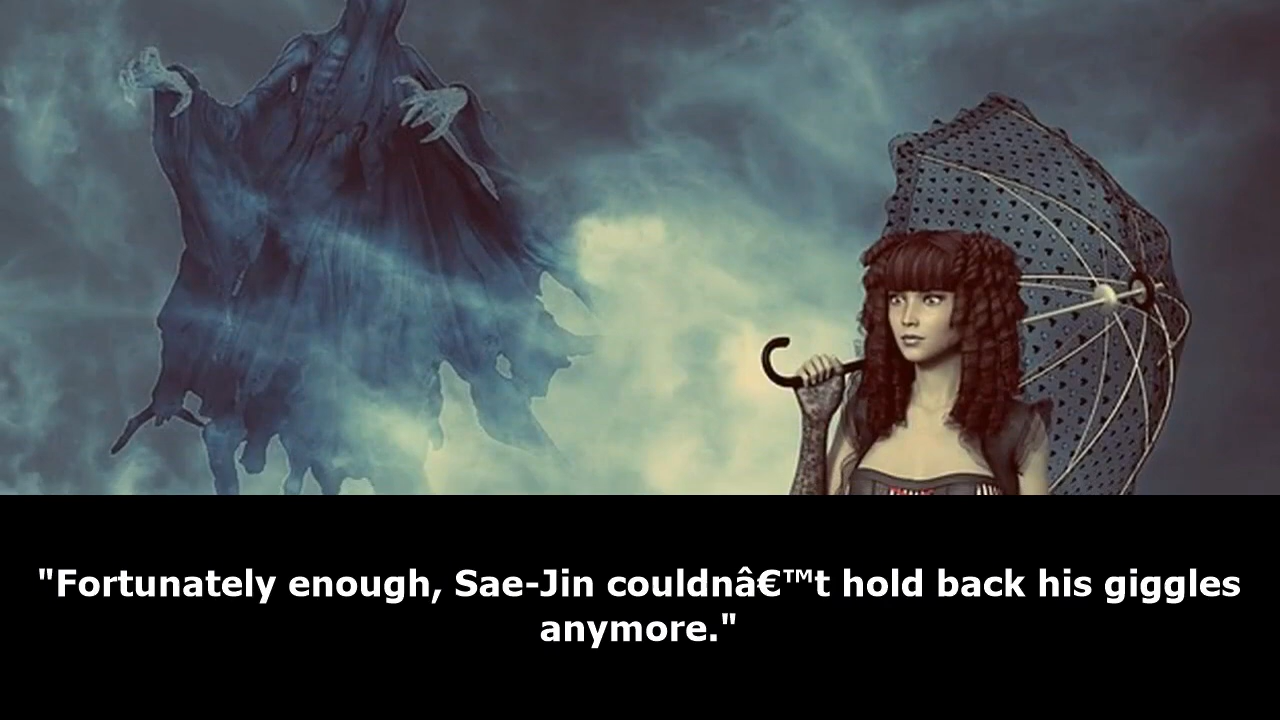 "Fortunately enough, Sae-Jin couldnâ€™t hold back his giggles
anymore."